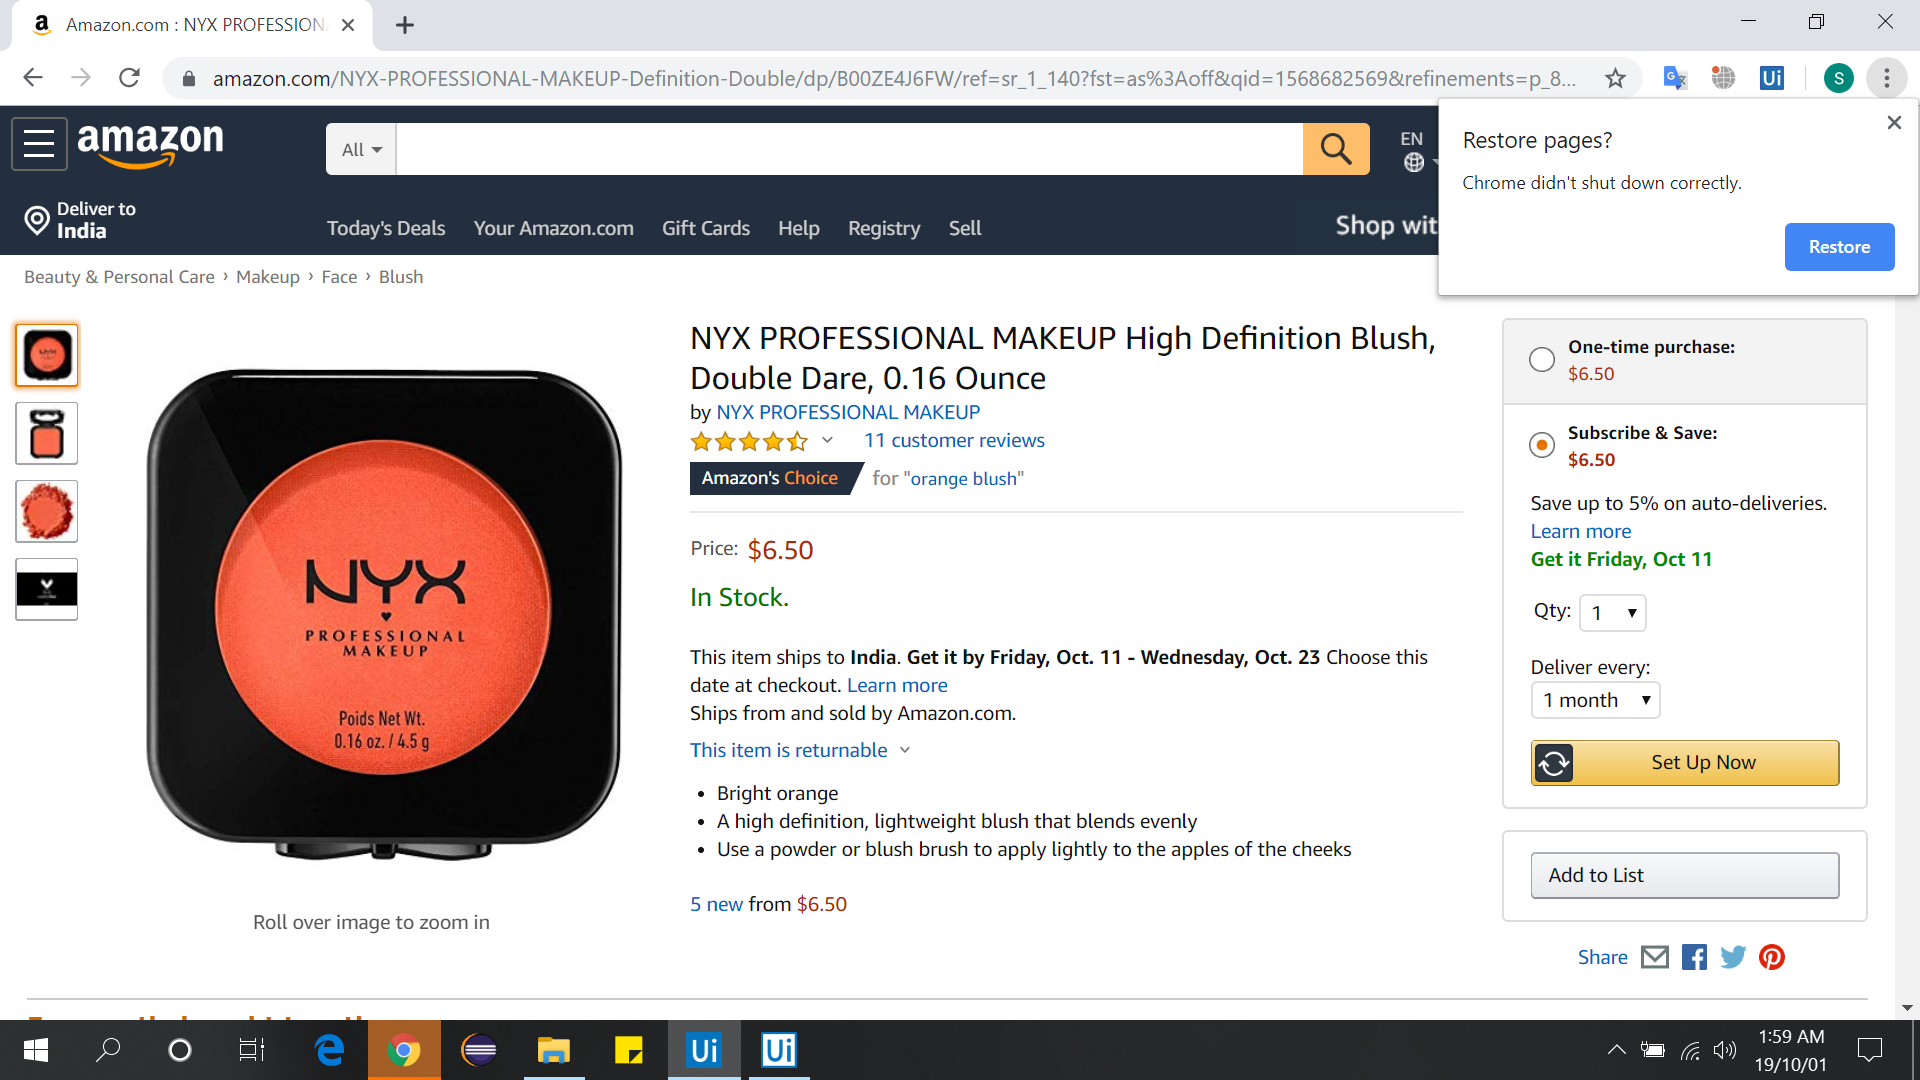 Amazon.com : NYX PROFESSION
amazon.com/NYX-PROFESSIONAL-MAKEUP-Definition-Double/dp/B00ZE4J6FW/ref=sr_1_140?fst=as%3Aoff&qid=1568682569&refinements=p_8...
Ui
S
Restore pages?
Chrome didn't shut down correctly.
Restore
amazon
All
EN
Deliver to
India
Today's Deals
Your Amazon.com
Gift Cards
Help
Registry
Sell
Shop wit
Beauty & Personal Care › Makeup › Face › Blush
NYX
PROFESSIONAL
MAKEUP
Poids Net Wt.
0.16 oz. / 4.5 g
Roll over image to zoom in
NYX PROFESSIONAL MAKEUP High Definition Blush,
Double Dare, 0.16 Ounce
by NYX PROFESSIONAL MAKEUP
11 customer reviews
Amazon's Choice for "orange blush"
Price: $6.50
In Stock.
This item ships to India. Get it by Friday, Oct. 11 - Wednesday, Oct. 23 Choose this
date at checkout. Learn more
Ships from and sold by Amazon.com.
This item is returnable
• Bright orange
• A high definition, lightweight blush that blends evenly
• Use a powder or blush brush to apply lightly to the apples of the cheeks
5 new from $6.50
One-time purchase:
$6.50
Subscribe & Save:
$6.50
Save up to 5% on auto-deliveries.
Learn more
Get it Friday, Oct 11
Qty: 1
Deliver every:
1 month
Set Up Now
Add to List
Share
Ui
Ui
1:59 AM
19/10/01